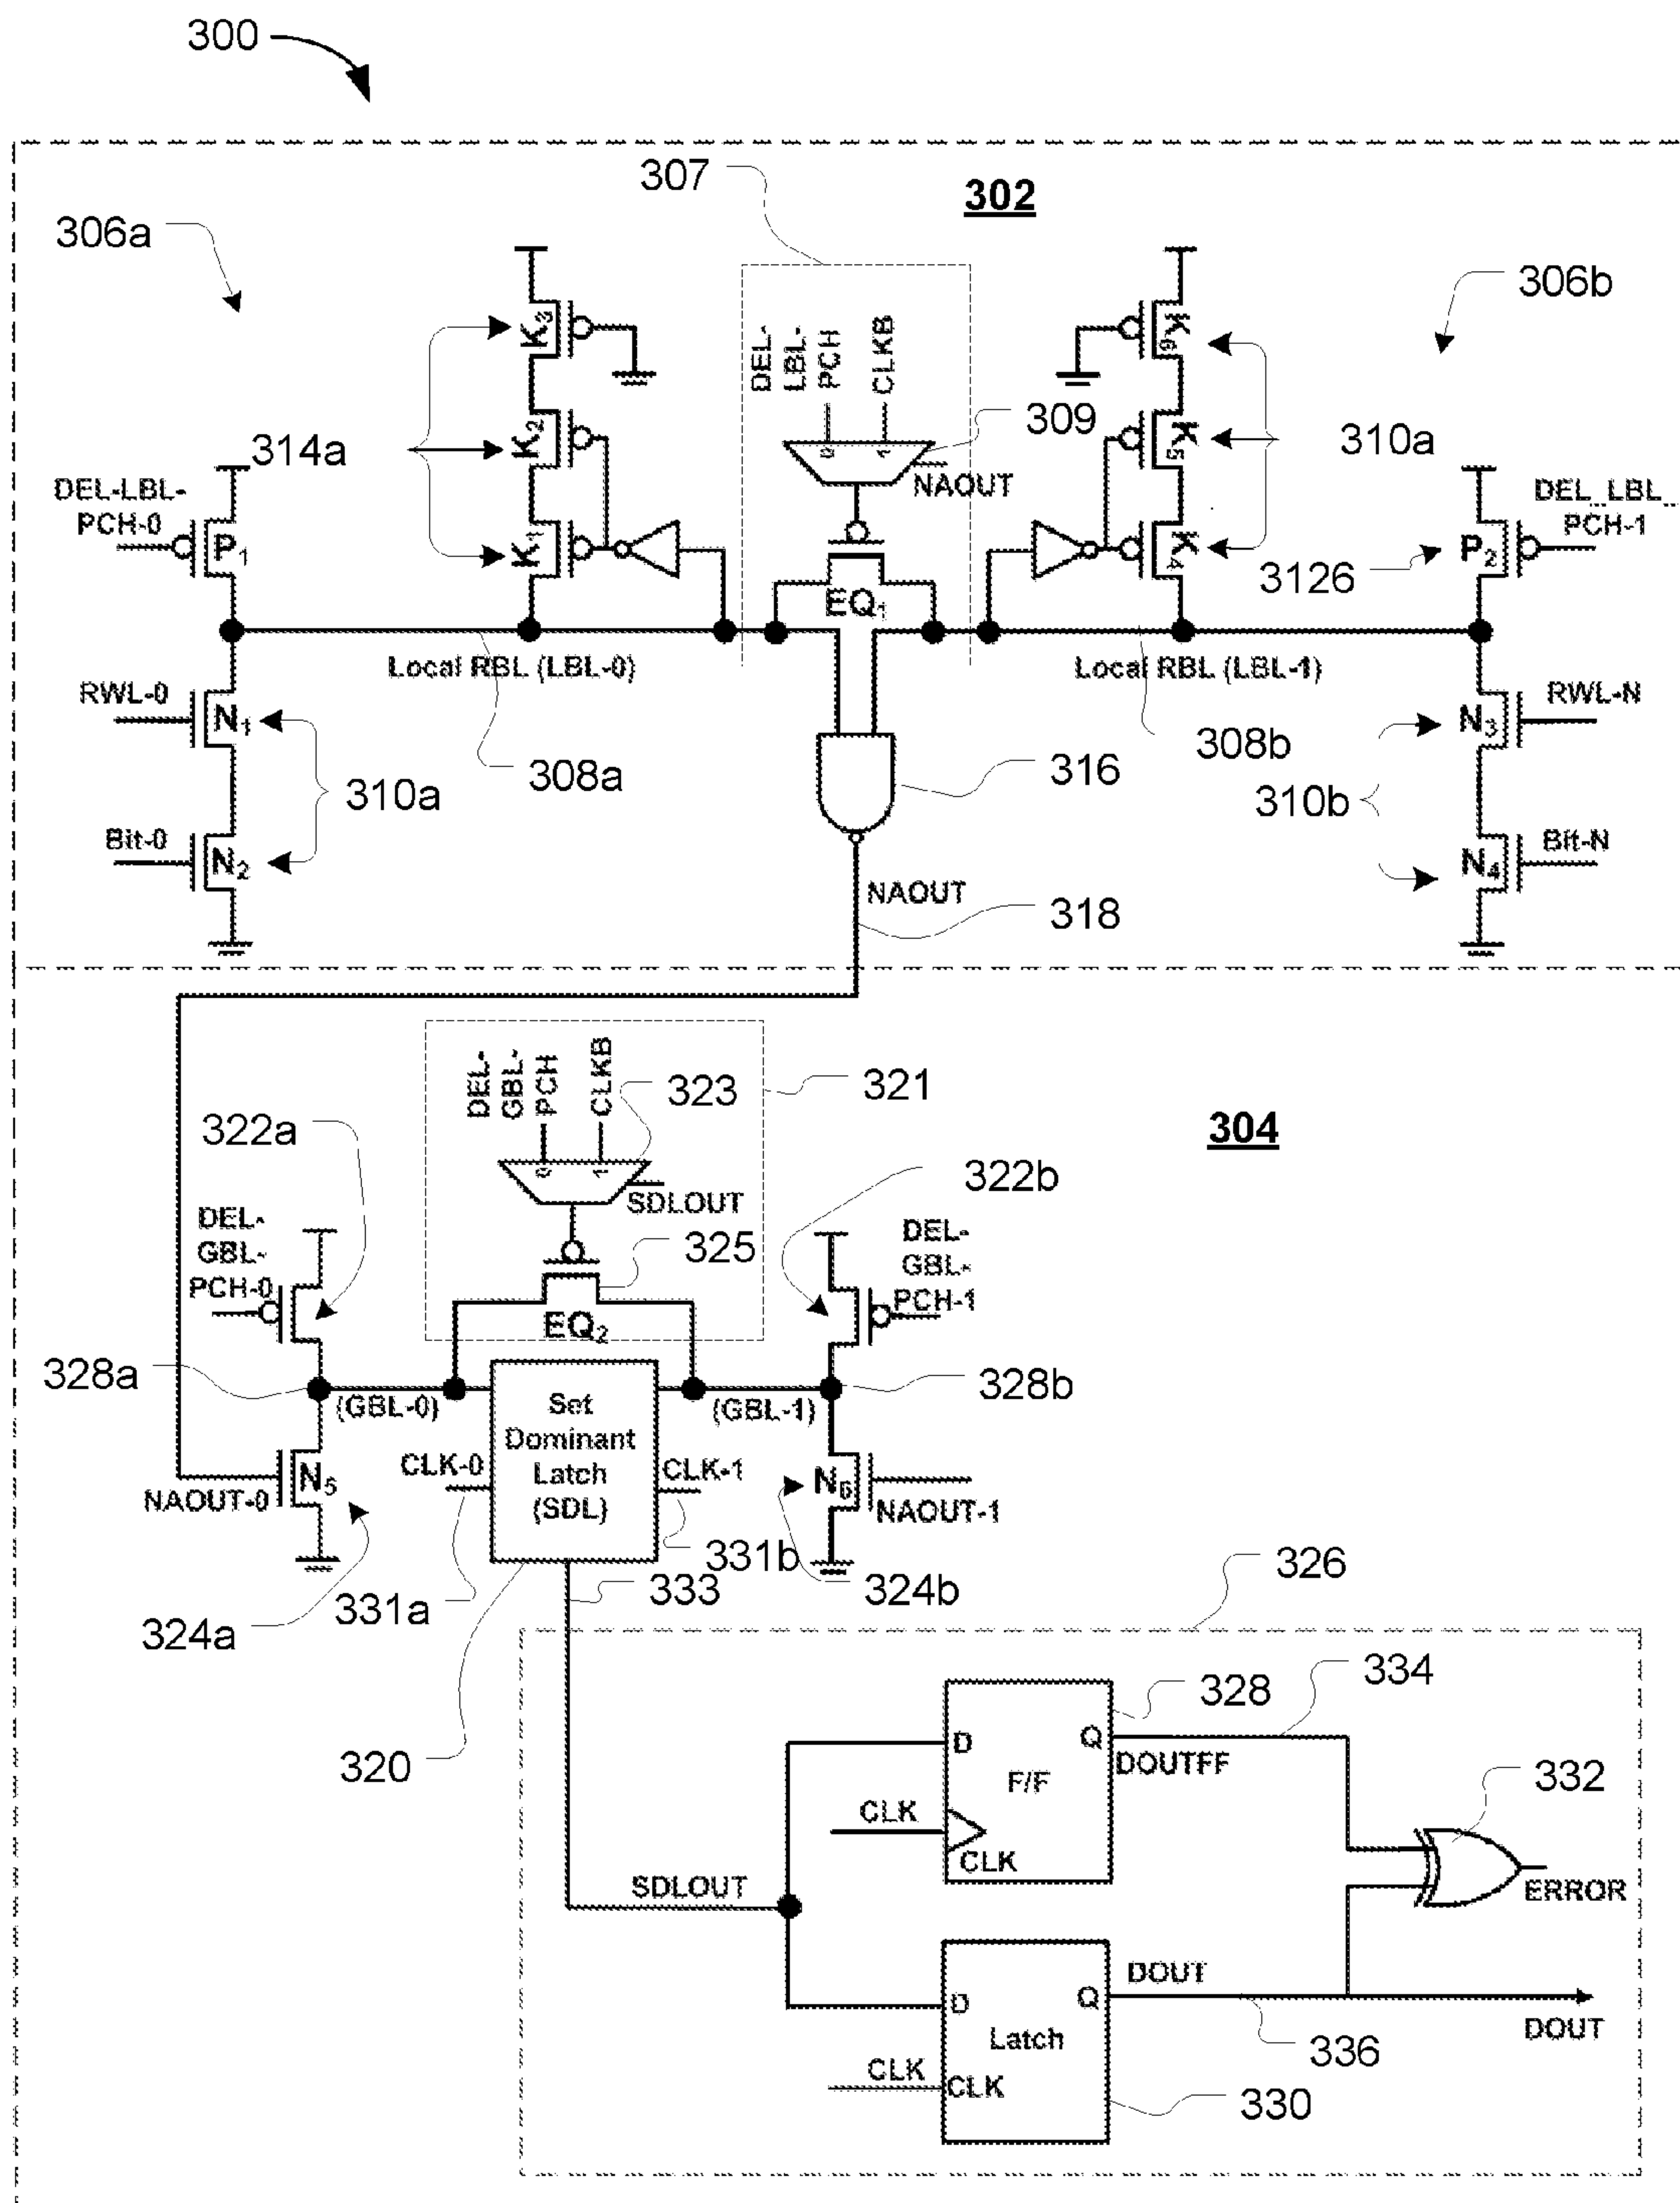 300
302
307
306a
306b
K3
K6
DEL-
LBL-
PCH
CLKB
0
1
309
NAOUT
314a
K2
K5
310a
DEL-LBL-
PCH-0
P1
K1
EQ1
K4
3126
P2
DEL_LBL_
PCH-1
Local RBL (LBL-0)
Local RBL (LBL-1)
RWL-0
N1
308a
308b
N3
RWL-N
310a
316
310b
Bit-0
N2
N4
Bit-N
NAOUT
318
304
DEL-
GBL-
PCH
CLKB
0
1
323
321
SDLOUT
322a
322b
DEL-
GBL-
PCH-0
325
EQ2
DEL-
GBL-
PCH-1
328a
(GBL-0)
(GBL-1)
328b
Set
Dominant
Latch
(SDL)
CLK-0
CLK-1
N5
NAOUT-0
N6
NAOUT-1
331a
331b
333
324a
324b
320
326
328
334
D
Q
F/F
DOUTFF
CLK
CLK
332
SDLOUT
ERROR
D
Q
Latch
DOUT
DOUT
336
CLK
CLK
330